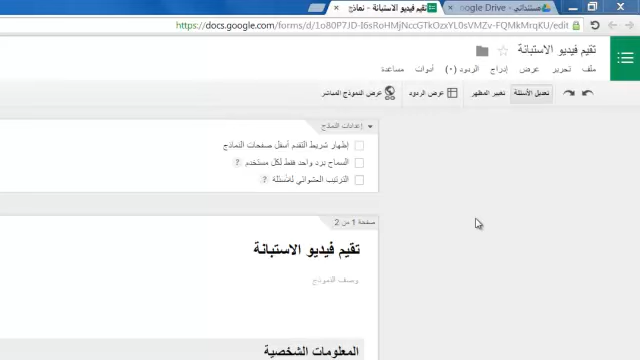 تقيم فيديو الاستبانة - نماذج
مستنداتي - Google Drive
https://docs.google.com/forms/d/1o80P7JD-I6sRoHMjNccGTkOzxYL0sVMZv-FQMkMrqKU/edit
تقيم فيديو الاستبانة
ملف تحرير عرض إدراج الردود (٠) أدوات مساعدة
تعديل الأسئلة تغيير المظهر عرض الردود عرض النموذج المباشر
إعدادات النماذج
إظهار شريط التقدم أسفل صفحات النماذج
السماح برد واحد فقط لكل مستخدم ?
الترتيب العشوائي للأسئلة ?
صفحة 1 من 2
تقيم فيديو الاستبانة
وصف النموذج
المعلومات الشخصية